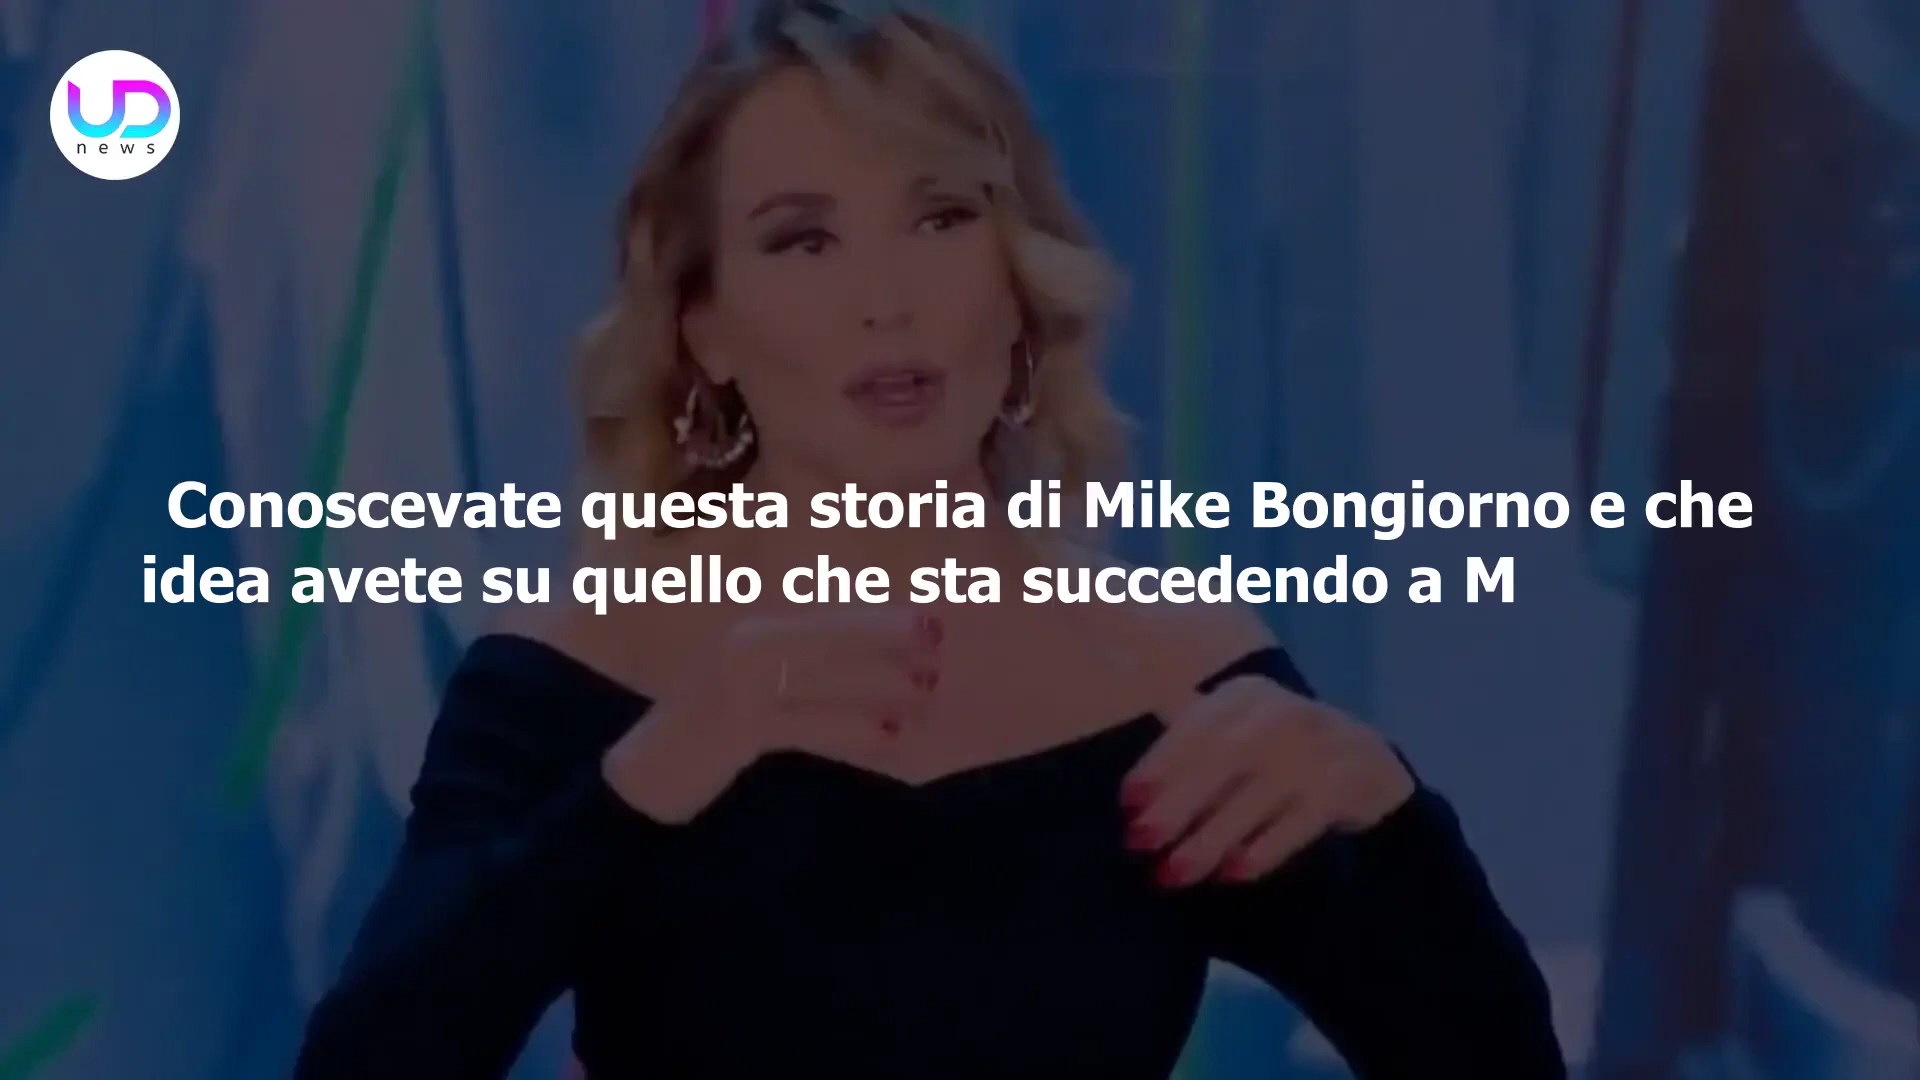 UD
news
Conoscevate questa storia di Mike Bongiorno e che
idea avete su quello che sta succedendo a M